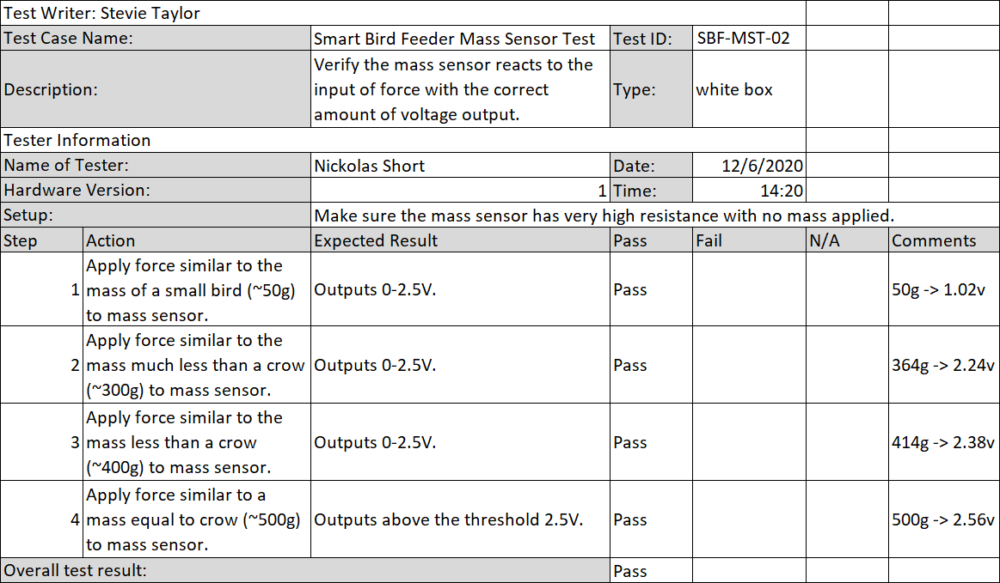 Test Writer: Stevie Taylor
Test Case Name: Smart Bird Feeder Mass Sensor Test Test ID: SBF-MST-02
Description: Verify the mass sensor reacts to the
input of force with the correct
amount of voltage output. Type: white box
Tester Information
Name of Tester: Nickolas Short Date: 12/6/2020
Hardware Version: 1 Time: 14:20
Setup: Make sure the mass sensor has very high resistance with no mass applied.
Step Action Expected Result Pass Fail N/A Comments
1 Apply force similar to the
mass of a small bird (~50g)
to mass sensor. Outputs 0-2.5V. Pass 50g -> 1.02v
2 Apply force similar to the
mass much less than a crow
(~300g) to mass sensor. Outputs 0-2.5V. Pass 364g -> 2.24v
3 Apply force similar to the
mass less than a crow
(~400g) to mass sensor. Outputs 0-2.5V. Pass 414g -> 2.38v
4 Apply force similar to a
mass equal to crow (~500g)
to mass sensor. Outputs above the threshold 2.5V. Pass 500g -> 2.56v
Overall test result: Pass